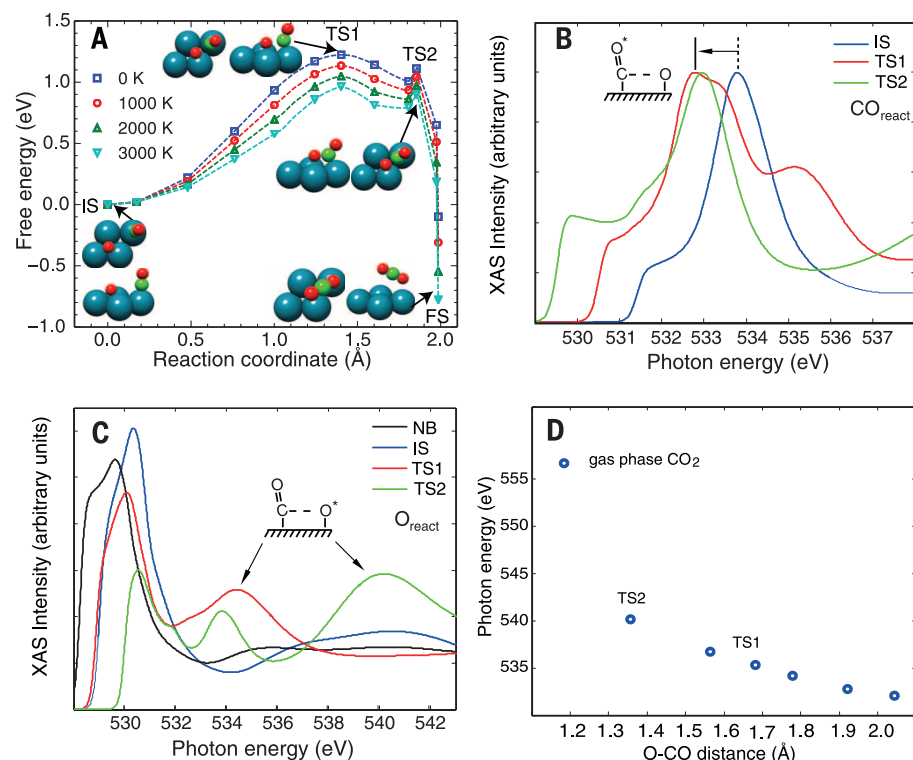 A
TS1
TS2
0 K
1000 K
2000 K
3000 K
IS
FS
Free energy (eV)
1.5
1.0
0.5
0.0
−0.5
−1.0
0.0 0.5 1.0 1.5 2.0
Reaction coordinate (Å)
B
O*
C
O
IS
TS1
TS2
CO react
XAS Intensity (arbitrary units)
530 531 532 533 534 535 536 537
Photon energy (eV)
C
NB
IS
TS1
TS2
O react
O
C
O*
XAS Intensity (arbitrary units)
530 532 534 536 538 540 542
Photon energy (eV)
D
gas phase CO2
TS2
TS1
Photon energy (eV)
555
550
545
540
535
1.2 1.3 1.4 1.5 1.6 1.7 1.8 1.9 2.0
O-CO distance (Å)